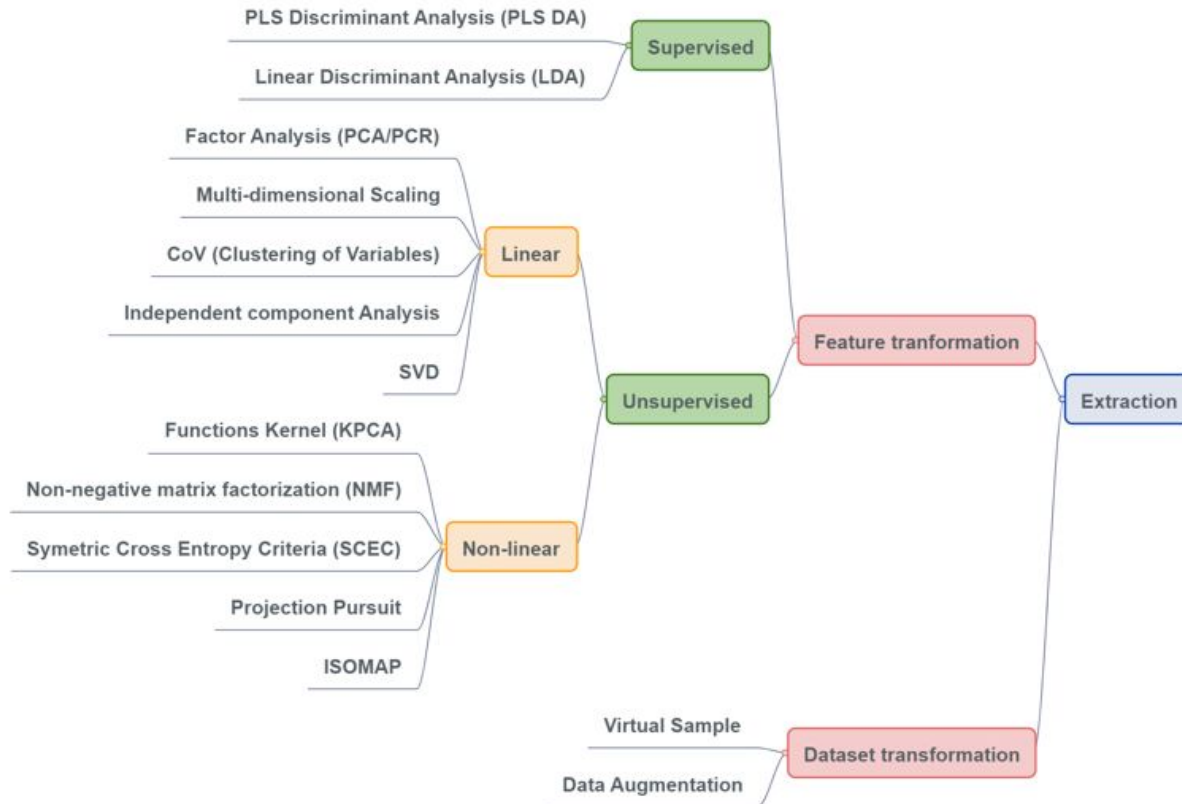 PLS Discriminant Analysis (PLS DA)
Supervised
Linear Discriminant Analysis (LDA)
Factor Analysis (PCA/PCR)
Multi-dimensional Scaling
CoV (Clustering of Variables)
Linear
Independent component Analysis
Feature tranformation
SVD
Unsupervised
Extraction
Functions Kernel (KPCA)
Non-negative matrix factorization (NMF)
Symetric Cross Entropy Criteria (SCEC)
Non-linear
Projection Pursuit
ISOMAP
Virtual Sample
Dataset transformation
Data Augmentation